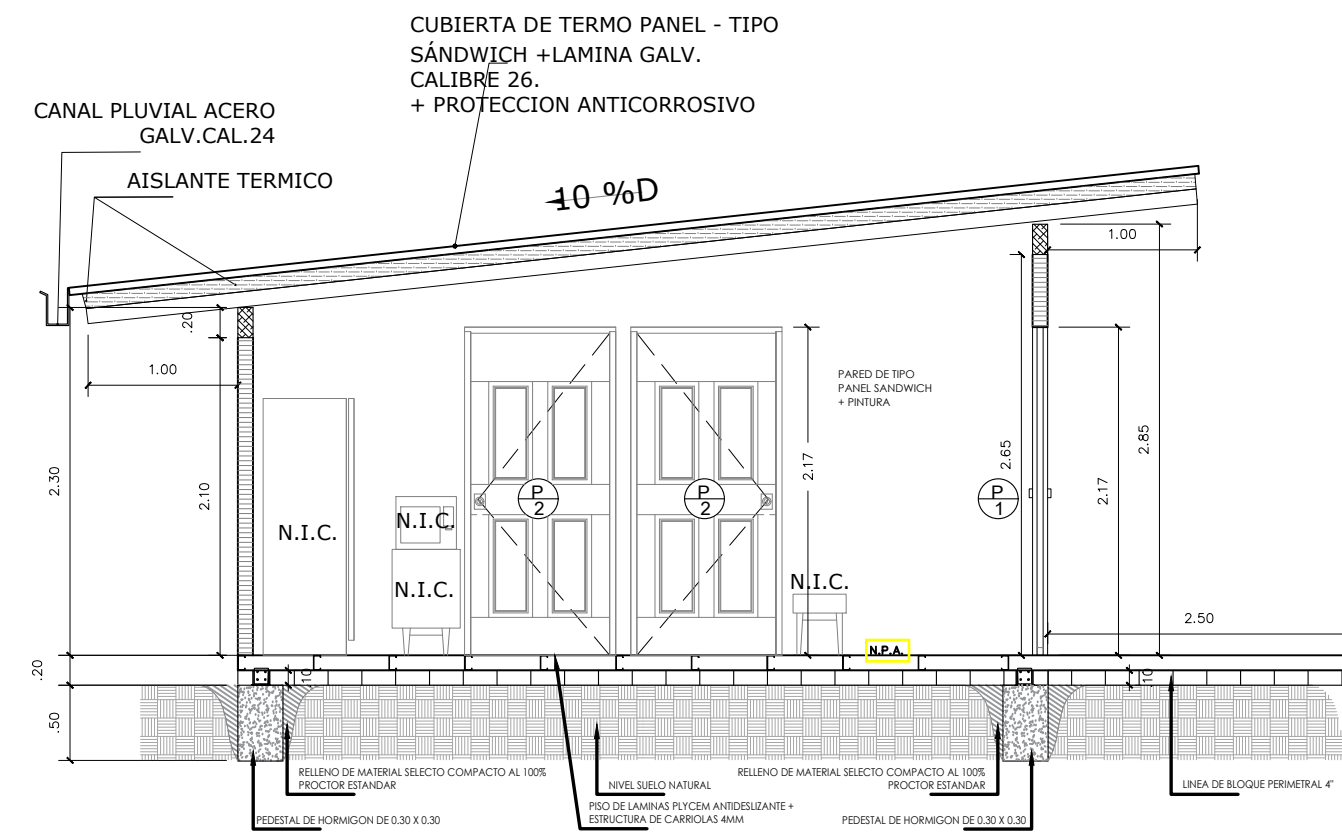 CUBIERTA DE TERMO PANEL - TIPO
SÁNDWICH +LAMINA GALV.
CALIBRE 26.
+ PROTECCION ANTICORROSIVO
CANAL PLUVIAL ACERO
GALV.CAL.24
AISLANTE TERMICO
10 %D
1.00
.20
1.00
PARED DE TIPO
PANEL SANDWICH
+ PINTURA
2.30
2.10
2.17
2.65
2.17
2.85
P
2
P
2
P
1
N.I.C.
N.I.C.
N.I.C.
N.I.C.
2.50
N.P.A.
.20
.10
.10
.50
RELLENO DE MATERIAL SELECTO COMPACTO AL 100%
PROCTOR ESTANDAR
NIVEL SUELO NATURAL
RELLENO DE MATERIAL SELECTO COMPACTO AL 100%
PROCTOR ESTANDAR
LINEA DE BLOQUE PERIMETRAL 4"
PISO DE LAMINAS PLYCEM ANTIDESLIZANTE +
ESTRUCTURA DE CARRIOLAS 4MM
PEDESTAL DE HORMIGON DE 0.30 X 0.30
PEDESTAL DE HORMIGON DE 0.30 X 0.30